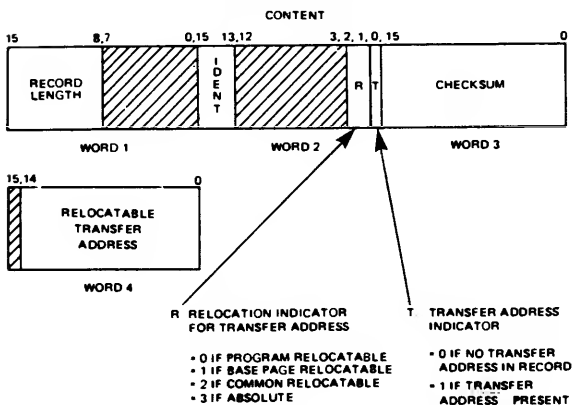 CONTENT
15 8,7 0,15 13,12 3, 2, 1, 0, 15 0
RECORD LENGTH
IDENT
R
T
CHECKSUM
WORD 1
WORD 2
WORD 3
15,14 0
RELOCATABLE
TRANSFER
ADDRESS
WORD 4
R RELOCATION INDICATOR
FOR TRANSFER ADDRESS
= 0 IF PROGRAM RELOCATABLE
= 1 IF BASE PAGE RELOCATABLE
= 2 IF COMMON RELOCATABLE
= 3 IF ABSOLUTE
T. TRANSFER ADDRESS
INDICATOR
= 0 IF NO TRANSFER
ADDRESS IN RECORD
= 1 IF TRANSFER
ADDRESS PRESENT